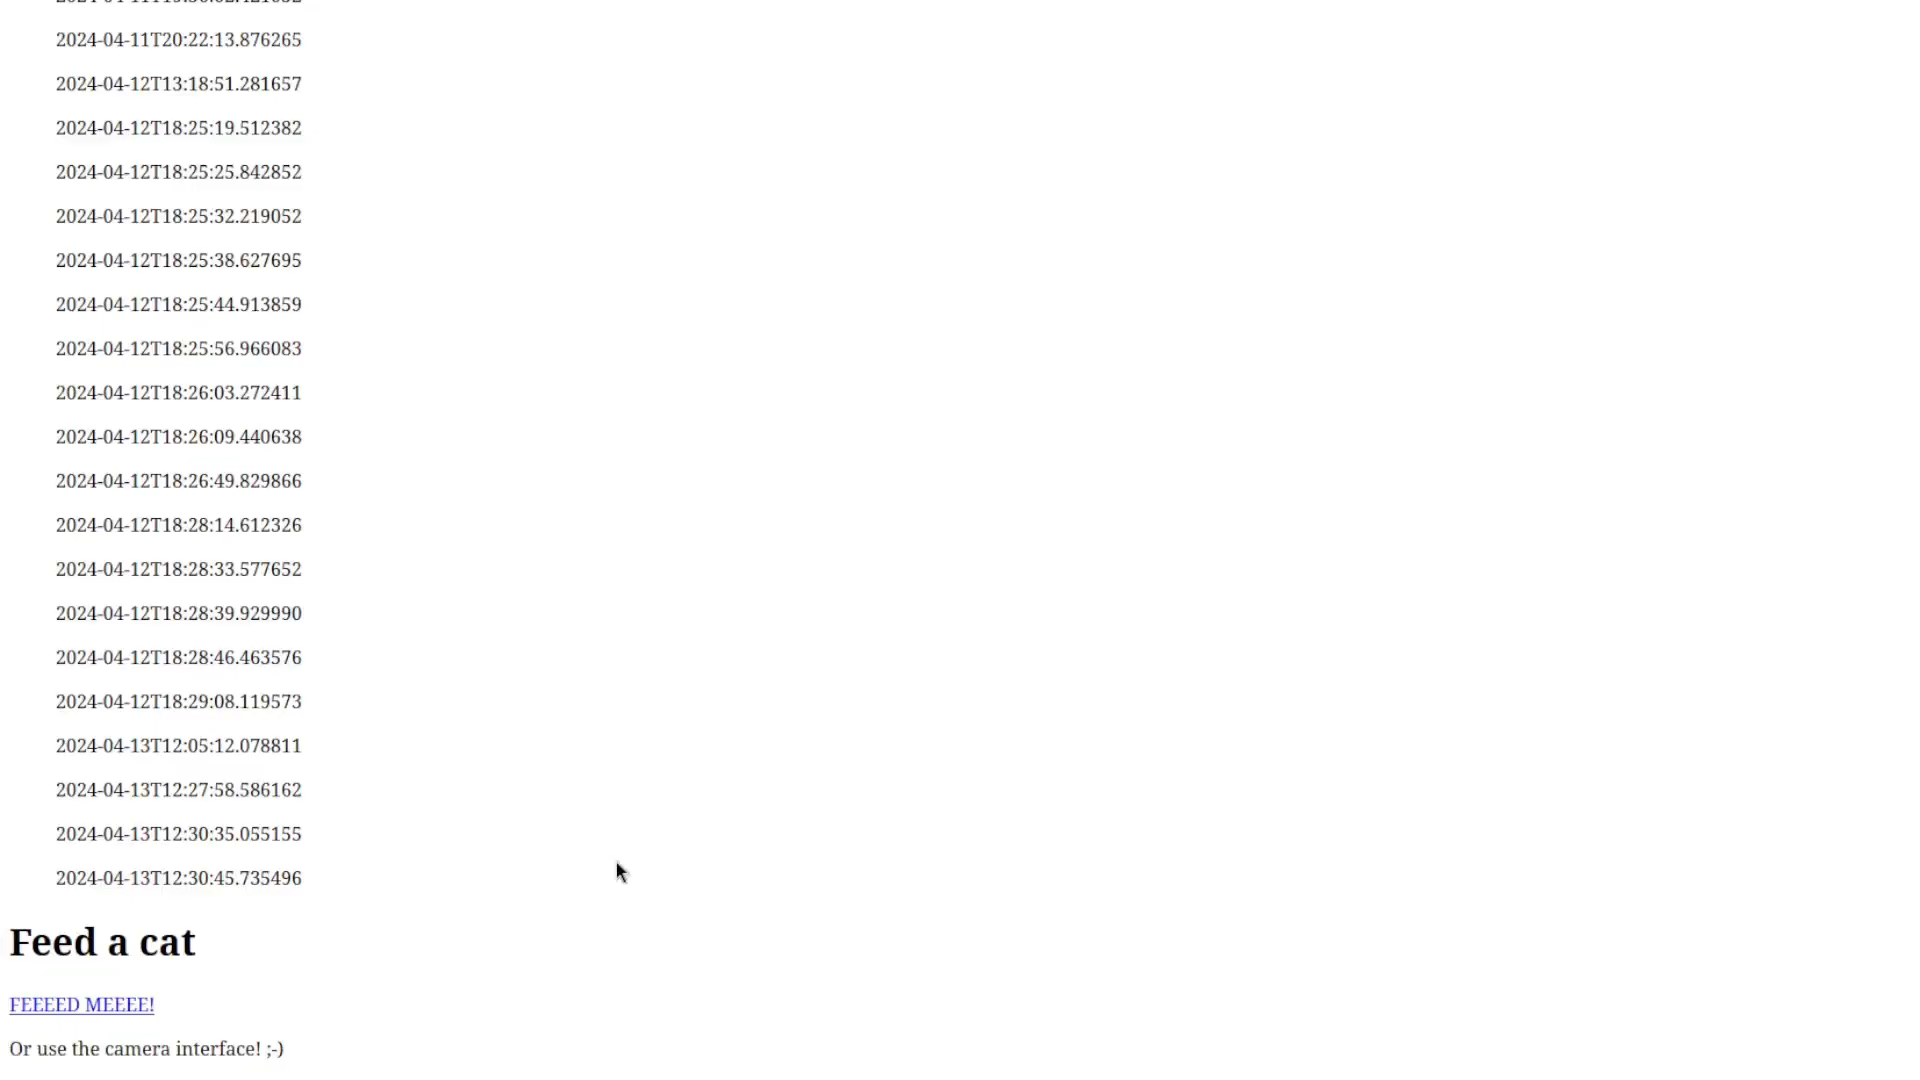 2024-04-11T20:22:13.876265
2024-04-12T13:18:51.281657
2024-04-12T18:25:19.512382
2024-04-12T18:25:25.842852
2024-04-12T18:25:32.219052
2024-04-12T18:25:38.627695
2024-04-12T18:25:44.913859
2024-04-12T18:25:56.966083
2024-04-12T18:26:03.272411
2024-04-12T18:26:09.440638
2024-04-12T18:26:49.829866
2024-04-12T18:28:14.612326
2024-04-12T18:28:33.577652
2024-04-12T18:28:39.929990
2024-04-12T18:28:46.463576
2024-04-12T18:29:08.119573
2024-04-13T12:05:12.078811
2024-04-13T12:27:58.586162
2024-04-13T12:30:35.055155
2024-04-13T12:30:45.735496
Feed a cat
FEEEED MEEEE!
Or use the camera interface! ;-)